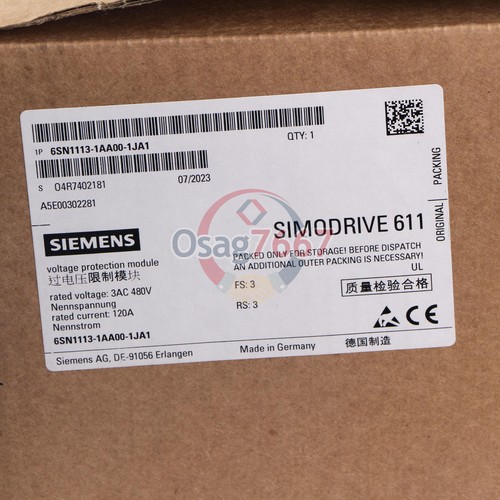 1P 6SN1113-1AA00-1JA1
QTY: 1
S O4R7402181
07/2023
A5E00302281
SIEMENS
SIMODRIVE 611
Osag7667
voltage protection module
过电压限制模块
PACKED ONLY FOR STORAGE! BEFORE DISPATCH
AN ADDITIONAL OUTER PACKING IS NECESSARY!
UL
rated voltage: 3AC 480V
Nennspannung
rated current: 120A
Nennstrom
6SN1113-1AA00-1JA1
FS: 3
RS: 3
质量检验合格
CE
Siemens AG, DE-91056 Erlangen
Made in Germany
德国制造
ORIGINAL PACKING